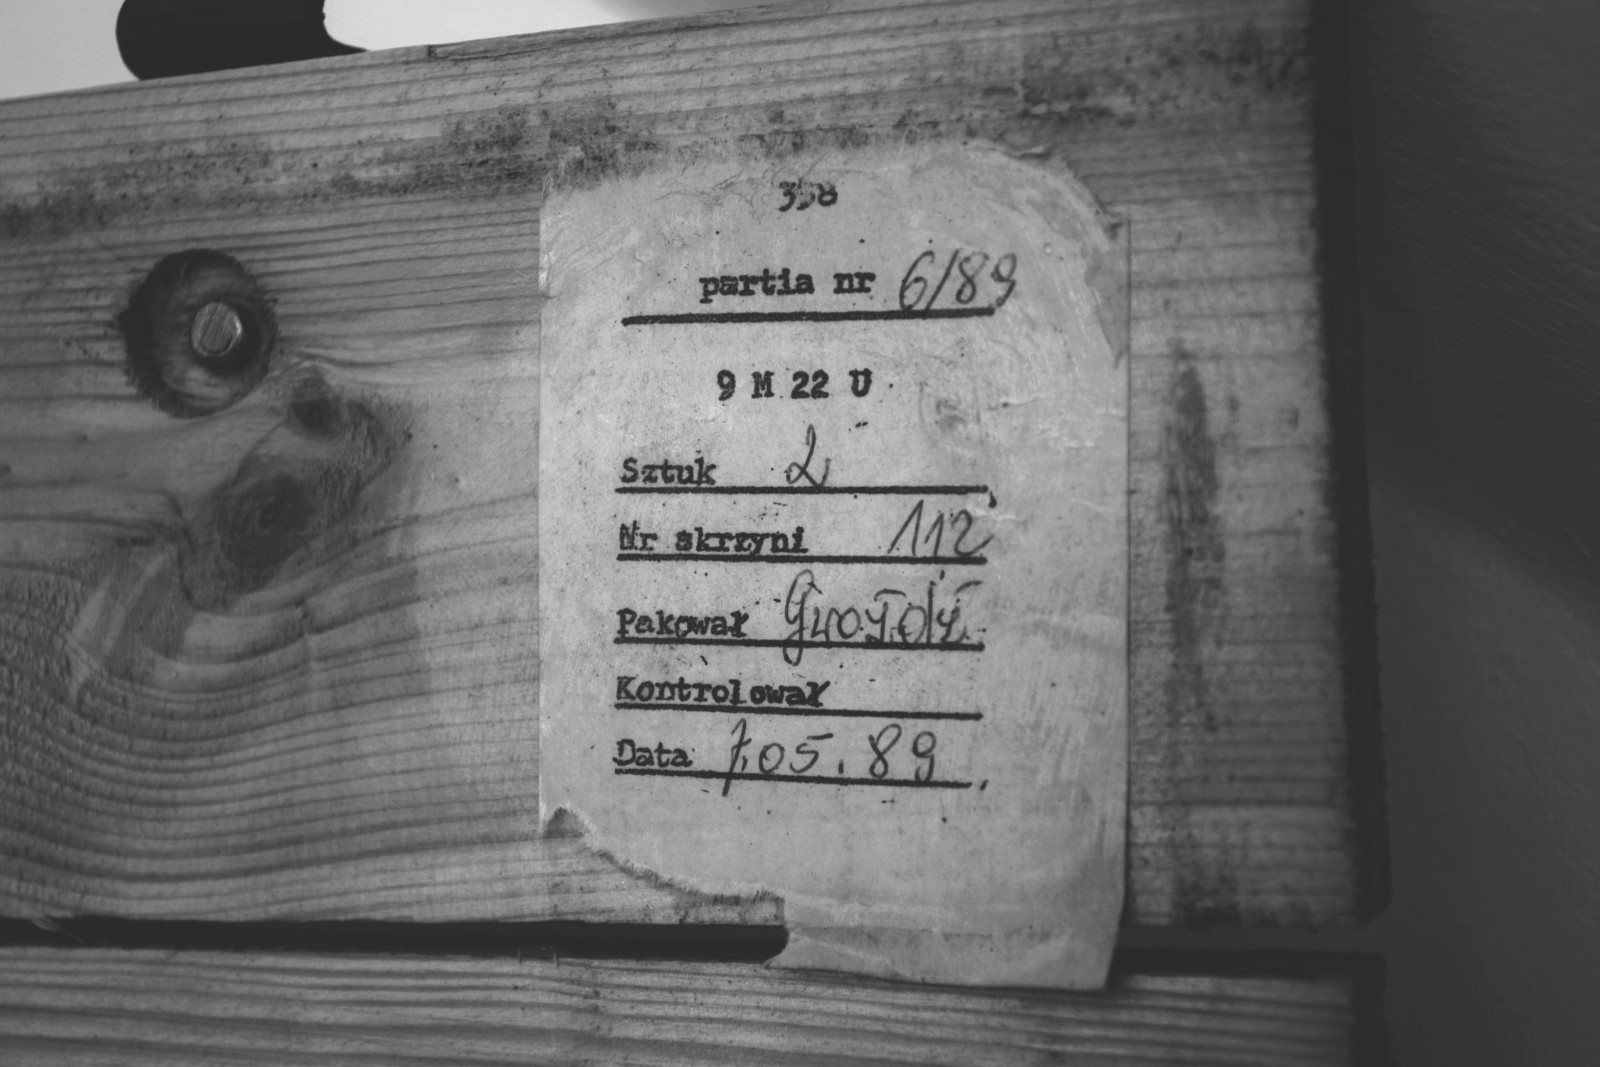 358
partia nr 6/89
9 M 22 U
Sztuk 2
Nr skrzyni 112
Pakował
Kontrolował
Data 7.05.89